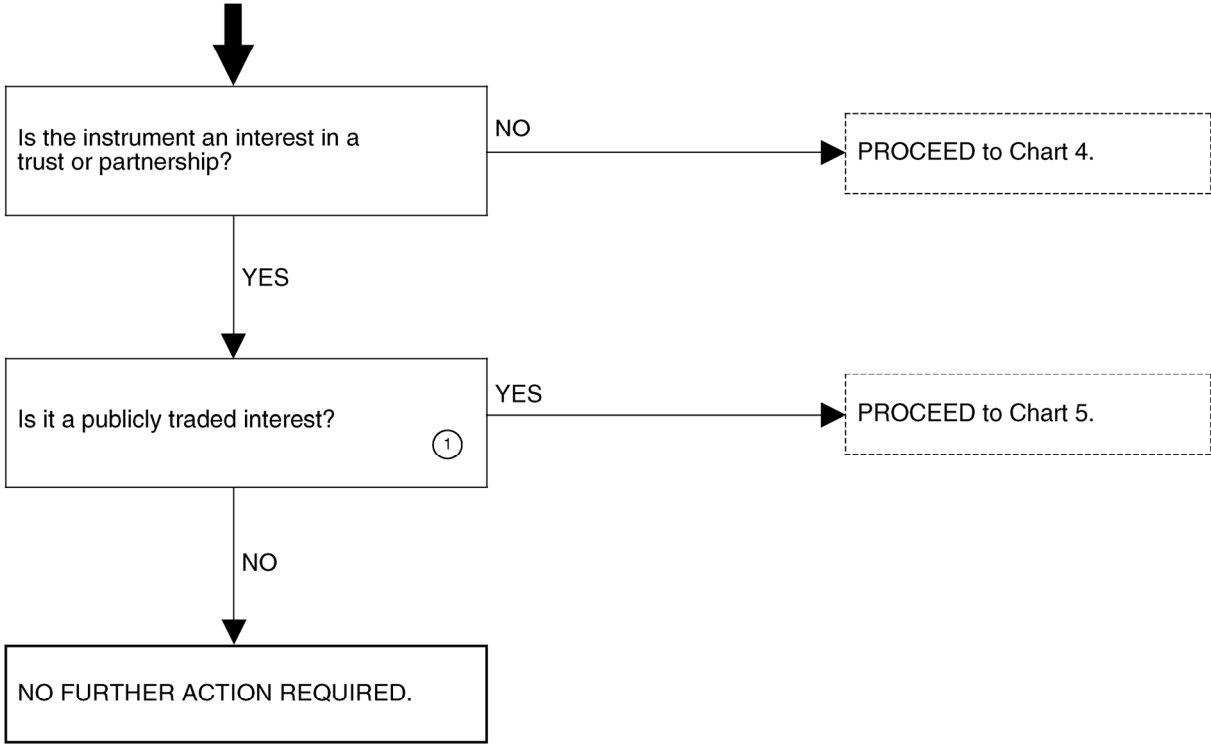 Is the instrument an interest in a
trust or partnership?
NO
PROCEED to Chart 4.
YES
Is it a publicly traded interest?
1
YES
PROCEED to Chart 5.
NO
NO FURTHER ACTION REQUIRED.